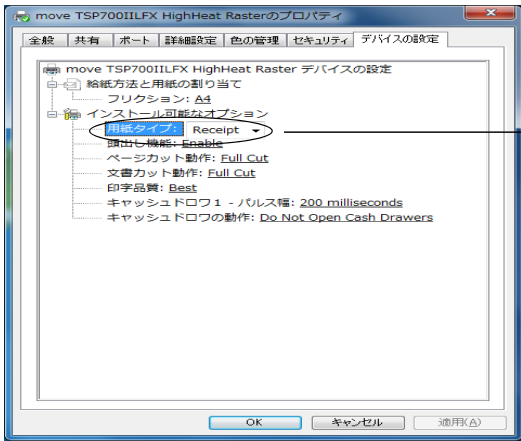 move TSP700IILFX HighHeat Rasterのプロパティ
全般 共有 ポート 詳細設定 色の管理 セキュリティ デバイスの設定
move TSP700IILFX HighHeat Raster デバイスの設定
給紙方法と用紙の割り当て
フリクション: A4
インストール可能なオプション
用紙タイプ: Receipt
頭出し機能: Enable
ページカット動作: Full Cut
文書カット動作: Full Cut
印字品質: Best
キャッシュドロワ1 - パルス幅: 200 milliseconds
キャッシュドロワの動作: Do Not Open Cash Drawers
OK キャンセル 適用(A)